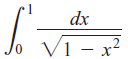 ∫₀¹ dx / √(1 − x²)